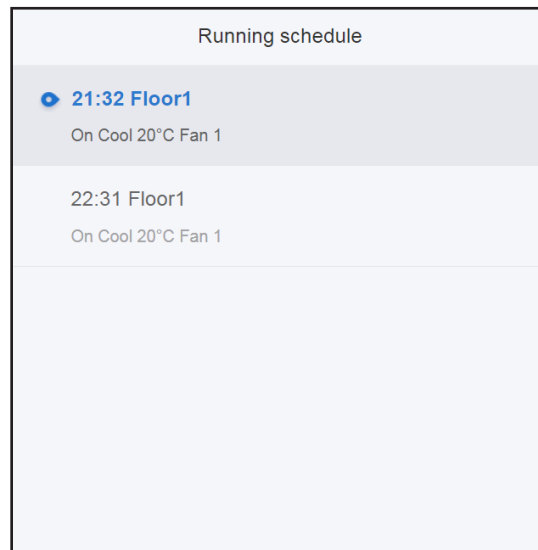 Running schedule
21:32 Floor1
On Cool 20°C Fan 1
22:31 Floor1
On Cool 20°C Fan 1